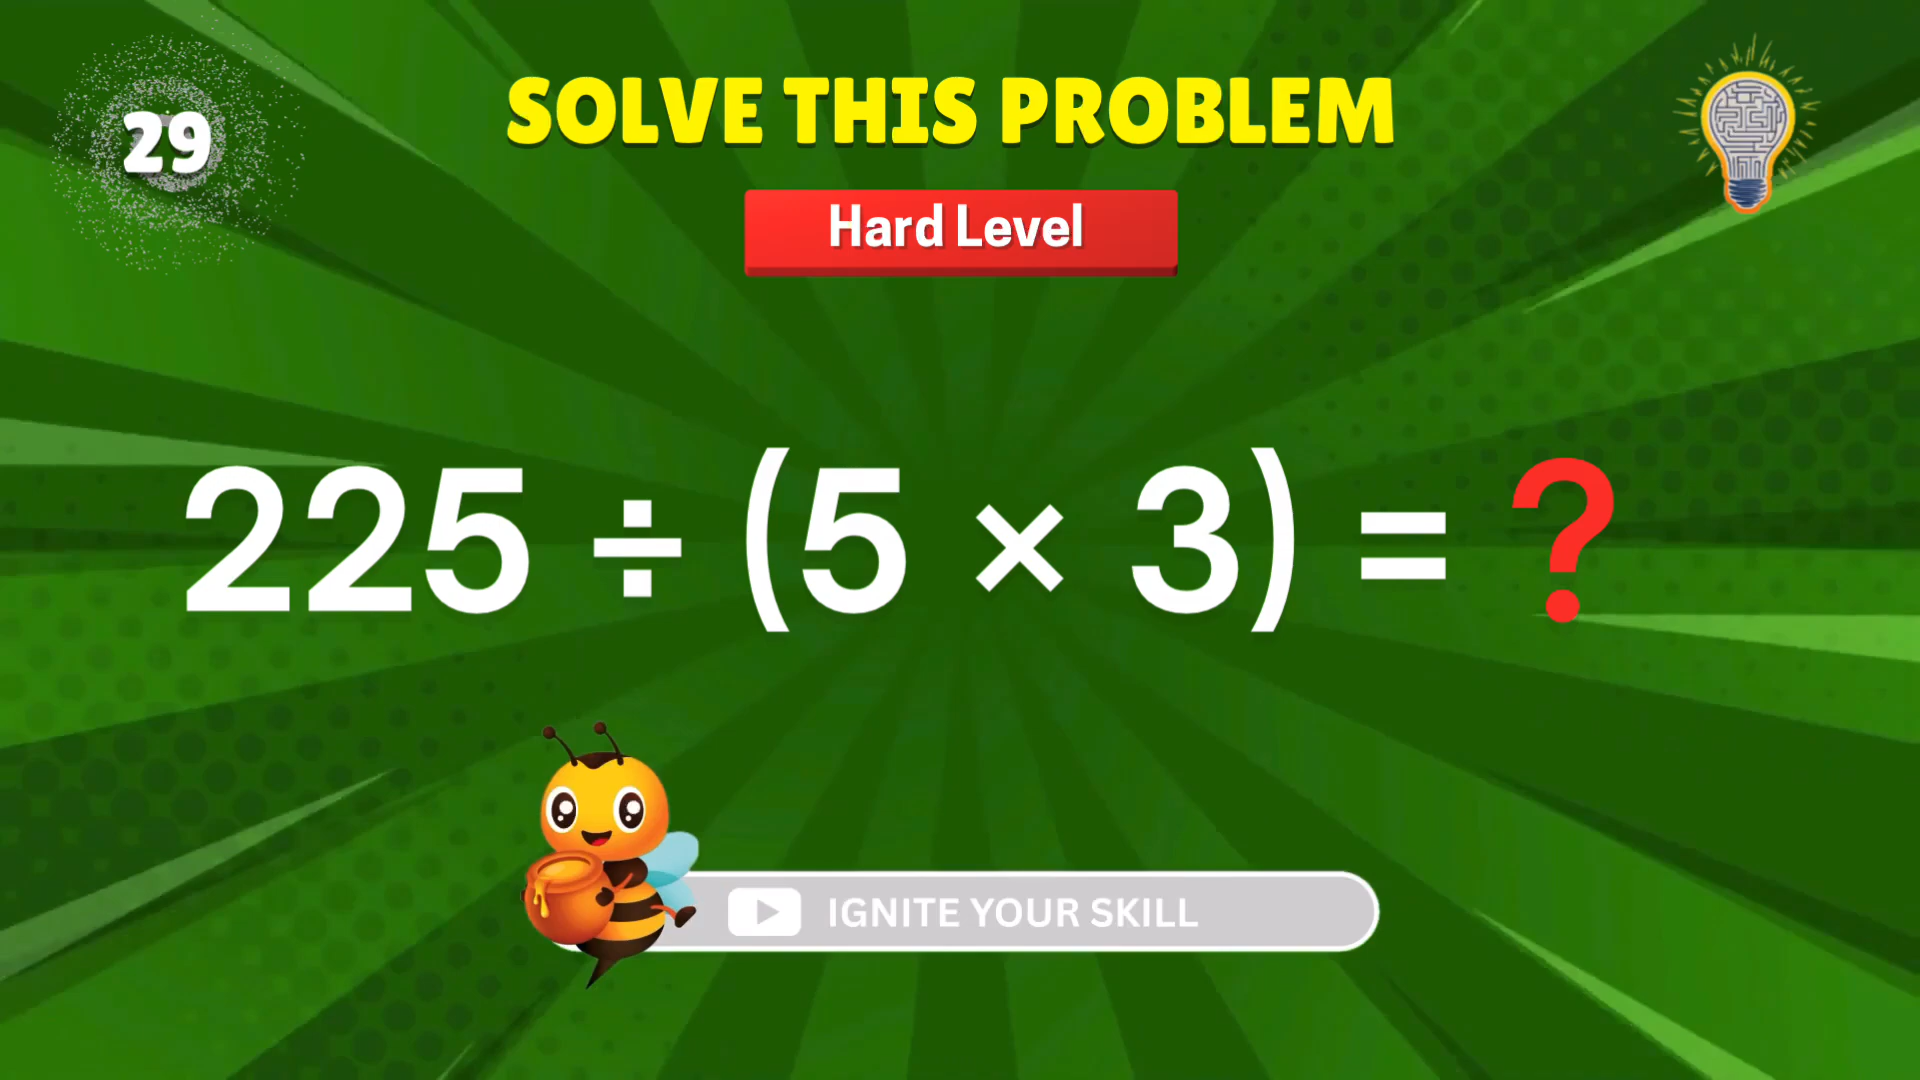 29
SOLVE THIS PROBLEM
Hard Level
225 ÷ (5 × 3) = ?
IGNITE YOUR SKILL